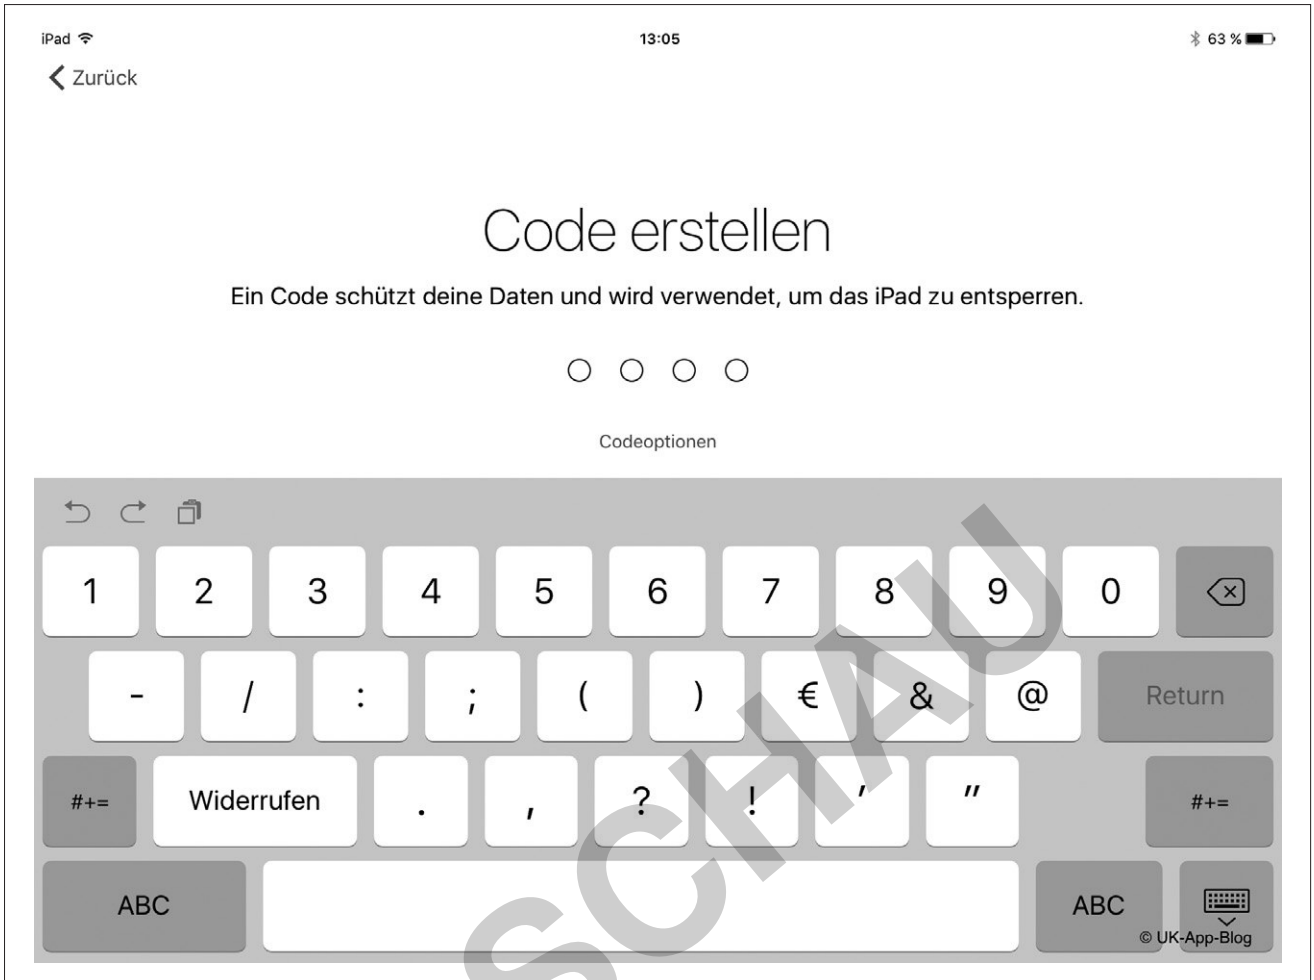 iPad 13:05 63 %
Zurück
Code erstellen
Ein Code schützt deine Daten und wird verwendet, um das iPad zu entsperren.
Codeoptionen
1 2 3 4 5 6 7 8 9 0
- / : ; ( ) € & @ Return
#+= Widerrufen . , ? ! ' " #+=
ABC ABC
© UK-App-Blog
SCHAU